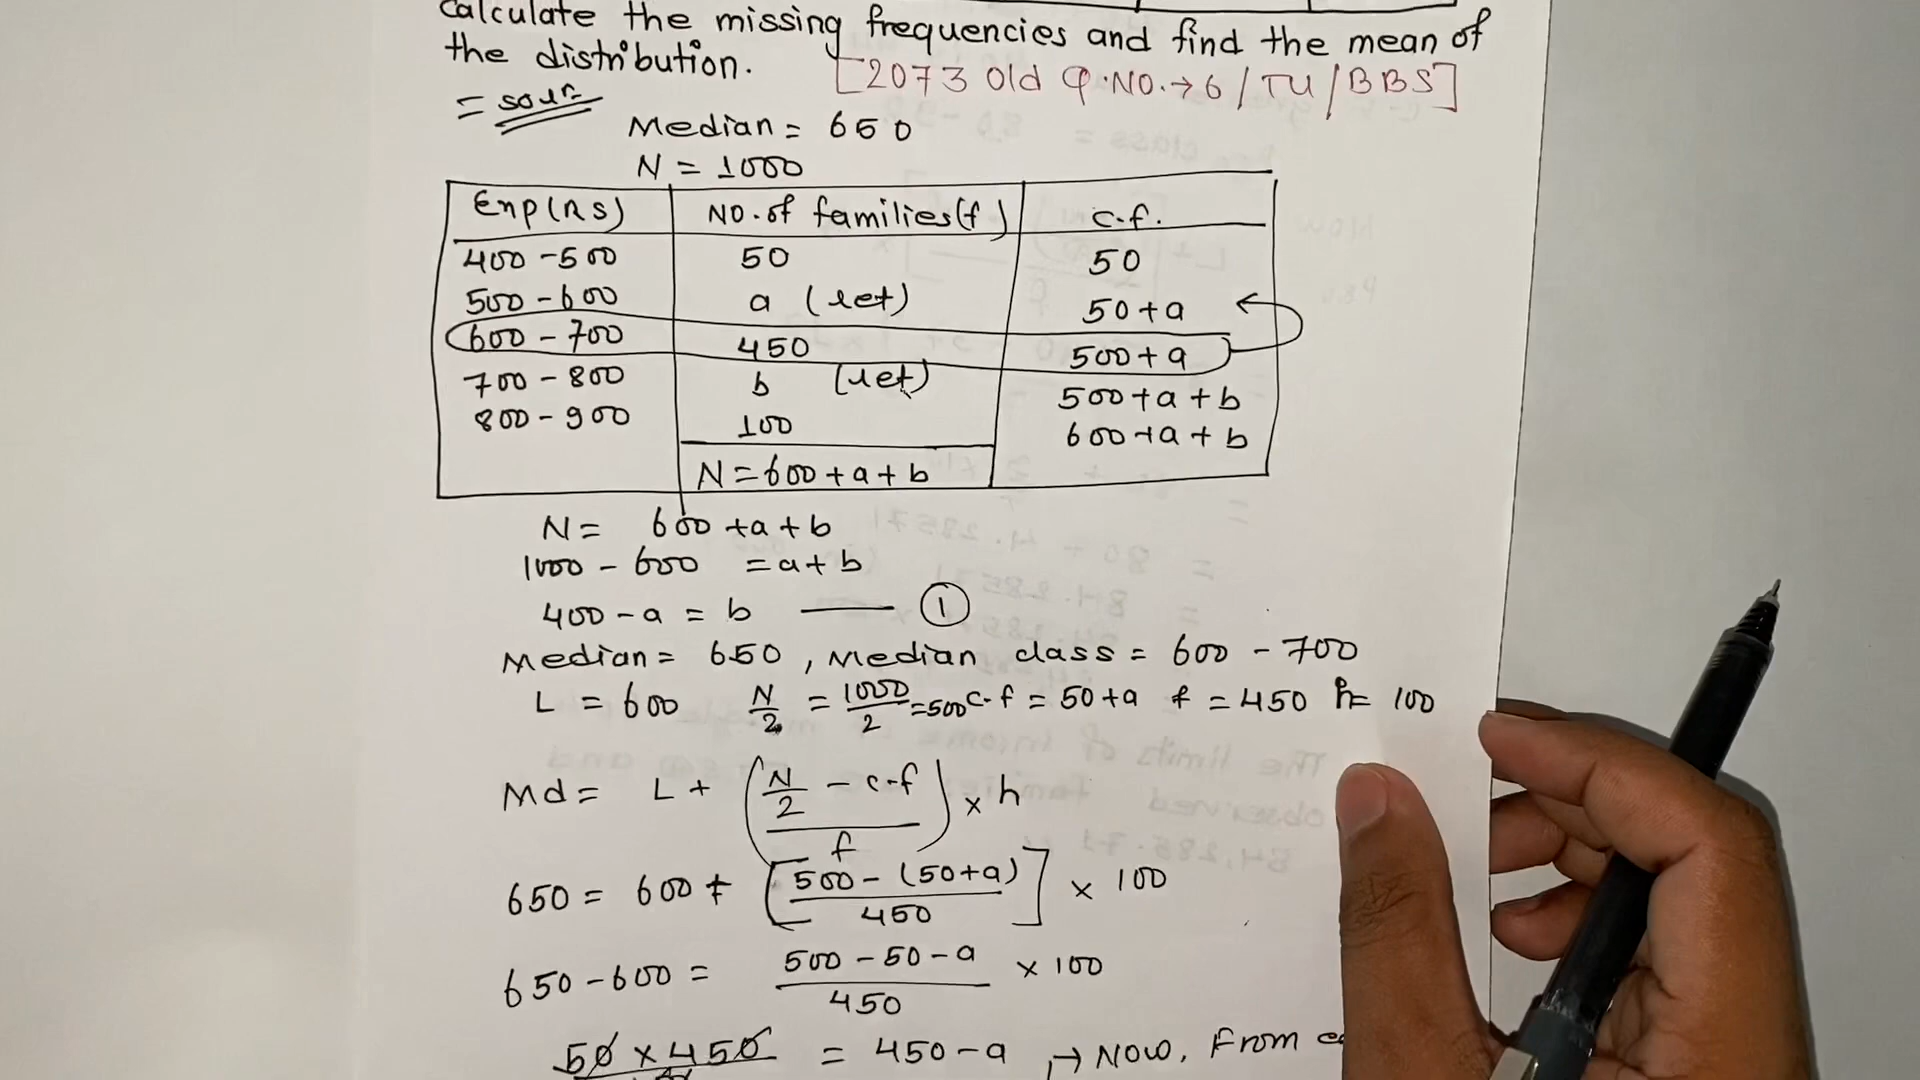 calculate the missing frequencies and find the mean of
the distribution. [2073 old Q.NO.→6/TU/BBS]
= soln
Median = 650
N = 1000
Exp(RS) NO. of families(f) c.f.
400 - 500 50 50
500 - 600 a (let) 50+a
600 - 700 450 500+a
700 - 800 b (let) 500+a+b
800 - 900 100 600+a+b
N=600+a+b
N = 600+a+b
1000 - 600 = a+b
400 - a = b —— ①
Median = 650, Median class = 600 - 700
L = 600 N/2 = 1000/2 =500 c.f = 50+a f = 450 h= 100
Md = L + (N/2 - c.f / f) × h
650 = 600 + [500 - (50+a) / 450] × 100
650 - 600 = 500 - 50 - a / 450 × 100
50 × 450 = 450 - a , → NOW, From